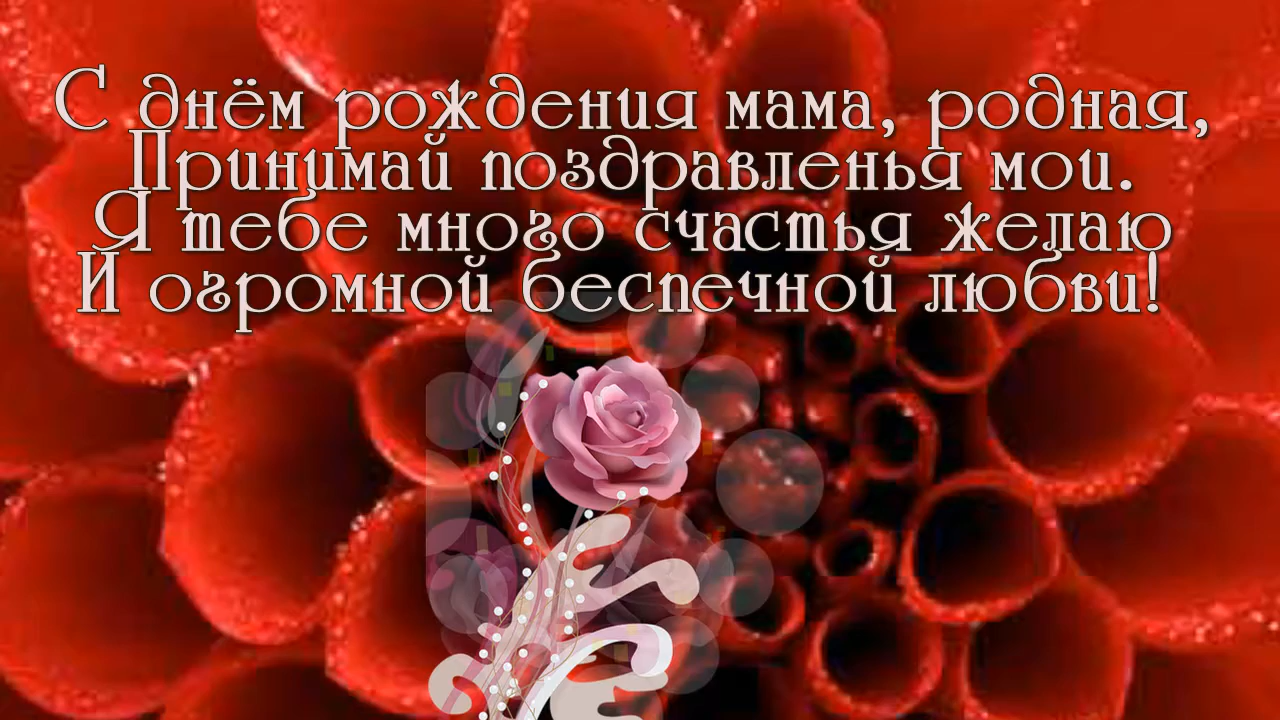 С днём рождения мама, родная,
Принимай поздравленья мои.
Я тебе много счастья желаю
И огромной беспечной любви!